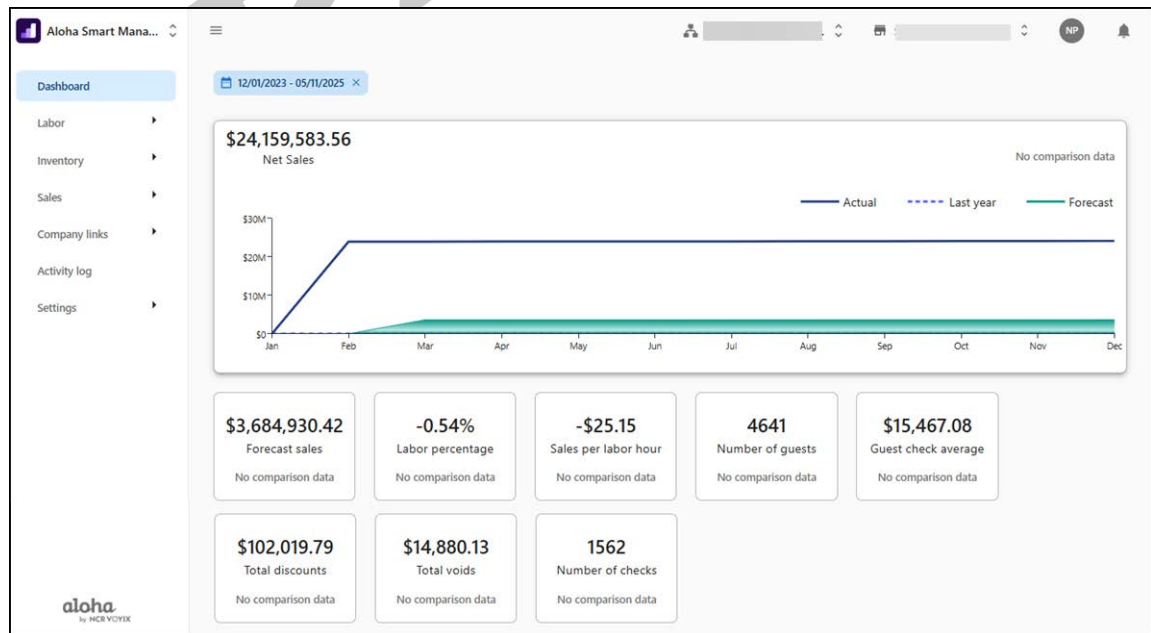 Aloha Smart Mana...
NP
Dashboard
Labor
Inventory
Sales
Company links
Activity log
Settings
aloha
by NCR VOYIX
12/01/2023 - 05/11/2025
$24,159,583.56
Net Sales
No comparison data
Actual Last year Forecast
$30M
$20M
$10M
$0
Jan Feb Mar Apr May Jun Jul Aug Sep Oct Nov Dec
$3,684,930.42
Forecast sales
No comparison data
-0.54%
Labor percentage
No comparison data
-$25.15
Sales per labor hour
No comparison data
4641
Number of guests
No comparison data
$15,467.08
Guest check average
No comparison data
$102,019.79
Total discounts
No comparison data
$14,880.13
Total voids
No comparison data
1562
Number of checks
No comparison data